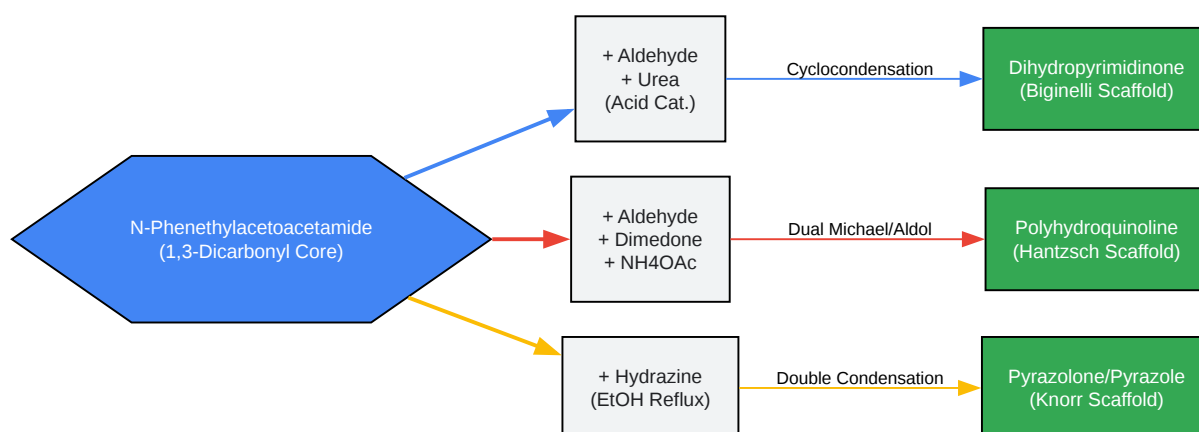 N-Phenethylacetoacetamide
(1,3-Dicarbonyl Core)
+ Aldehyde
+ Urea
(Acid Cat.)
Cyclocondensation
Dihydropyrimidinone
(Biginelli Scaffold)
+ Aldehyde
+ Dimedone
+ NH4OAc
Dual Michael/Aldol
Polyhydroquinoline
(Hantzsch Scaffold)
+ Hydrazine
(EtOH Reflux)
Double Condensation
Pyrazolone/Pyrazole
(Knorr Scaffold)